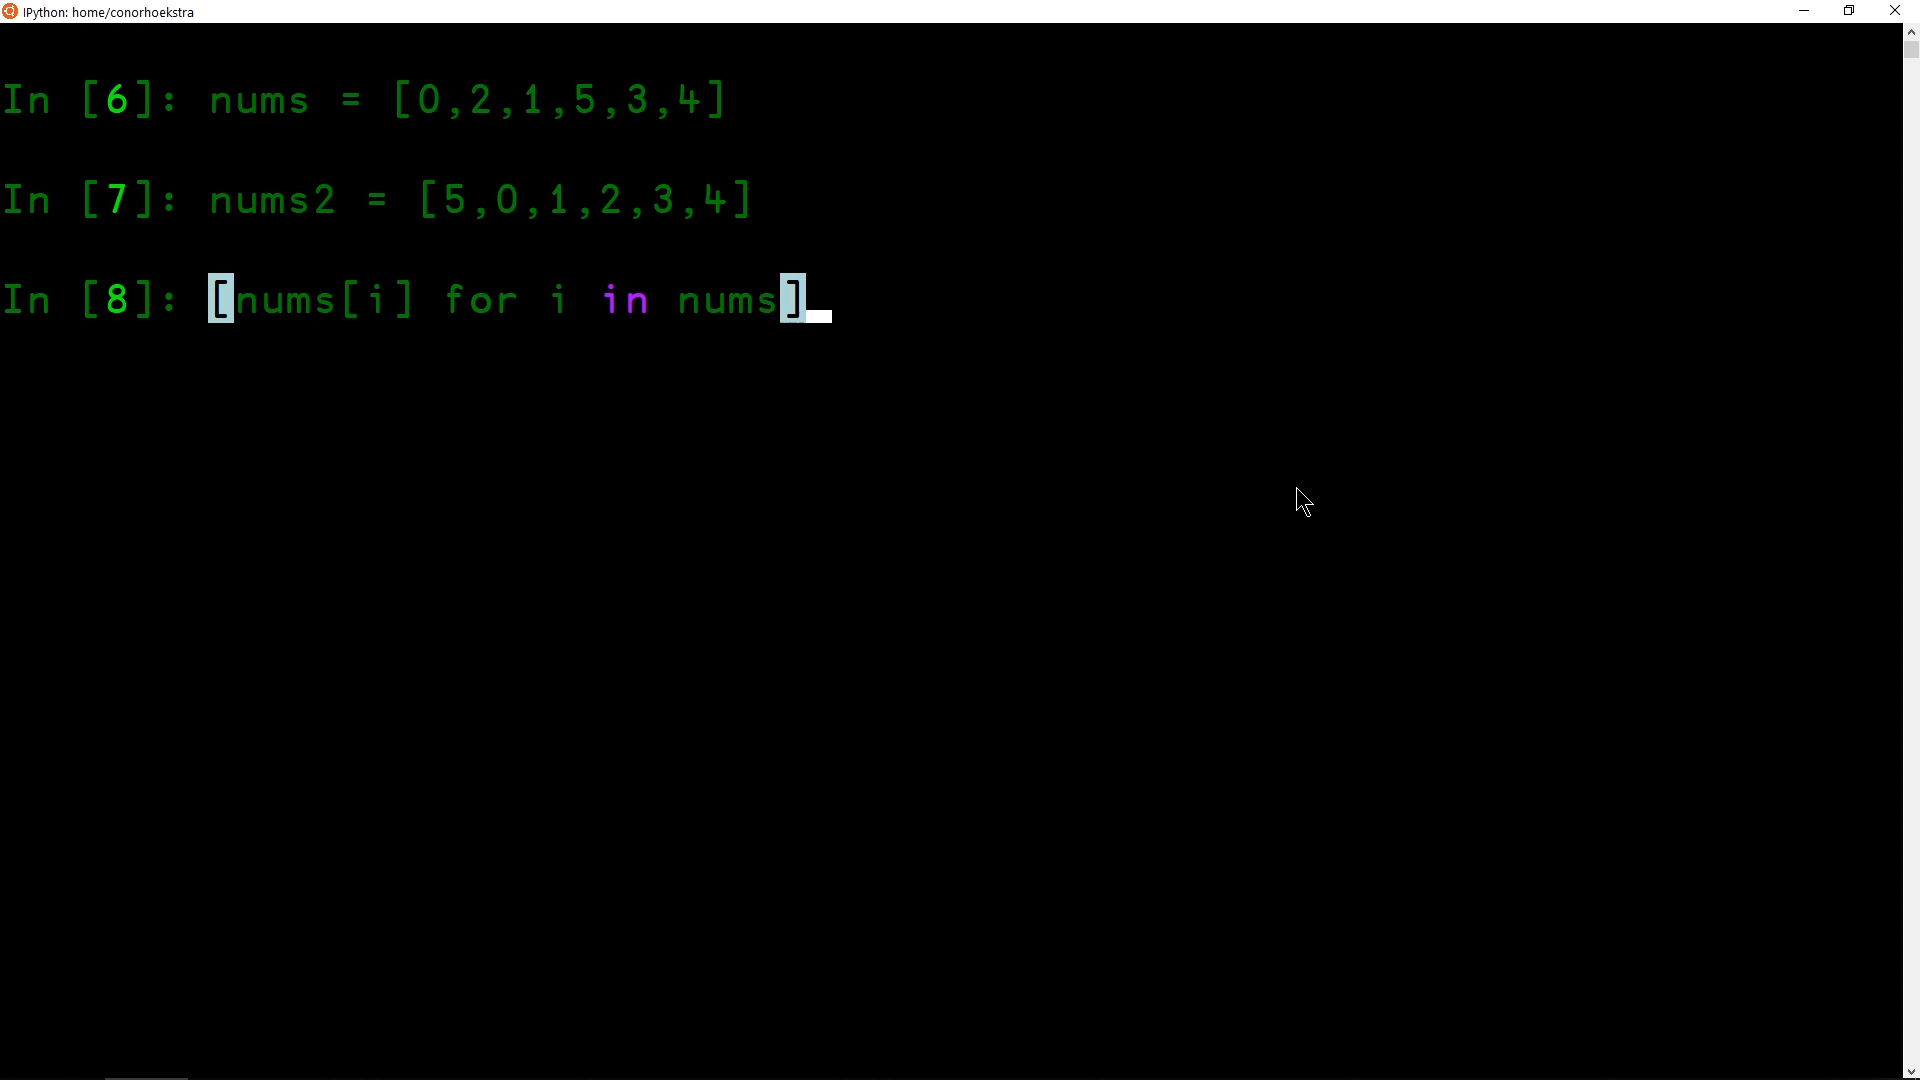 IPython: home/conorhoekstra
In [6]: nums = [0,2,1,5,3,4]
In [7]: nums2 = [5,0,1,2,3,4]
In [8]: [nums[i] for i in nums]